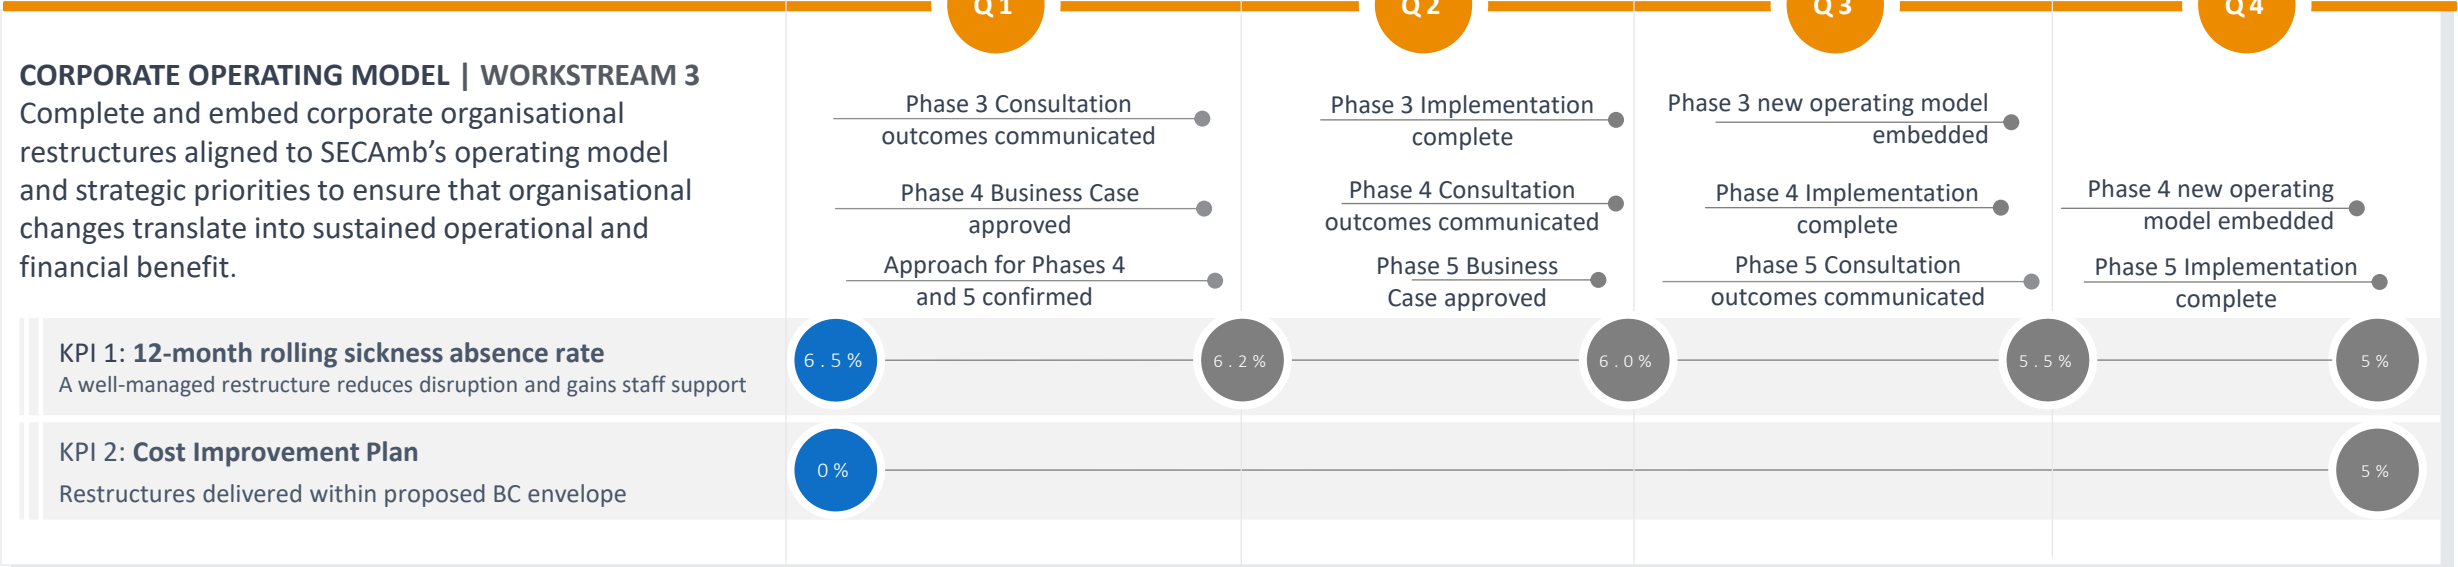 Q1
Q2
Q3
Q4
CORPORATE OPERATING MODEL | WORKSTREAM 3
Complete and embed corporate organisational
restructures aligned to SECAmb’s operating model
and strategic priorities to ensure that organisational
changes translate into sustained operational and
financial benefit.
Phase 3 Consultation
outcomes communicated
Phase 4 Business Case
approved
Approach for Phases 4
and 5 confirmed
Phase 3 Implementation
complete
Phase 4 Consultation
outcomes communicated
Phase 5 Business
Case approved
Phase 3 new operating model
embedded
Phase 4 Implementation
complete
Phase 5 Consultation
outcomes communicated
Phase 4 new operating
model embedded
Phase 5 Implementation
complete
KPI 1: 12-month rolling sickness absence rate
A well-managed restructure reduces disruption and gains staff support
6.5%
6.2%
6.0%
5.5%
5%
KPI 2: Cost Improvement Plan
Restructures delivered within proposed BC envelope
0%
5%